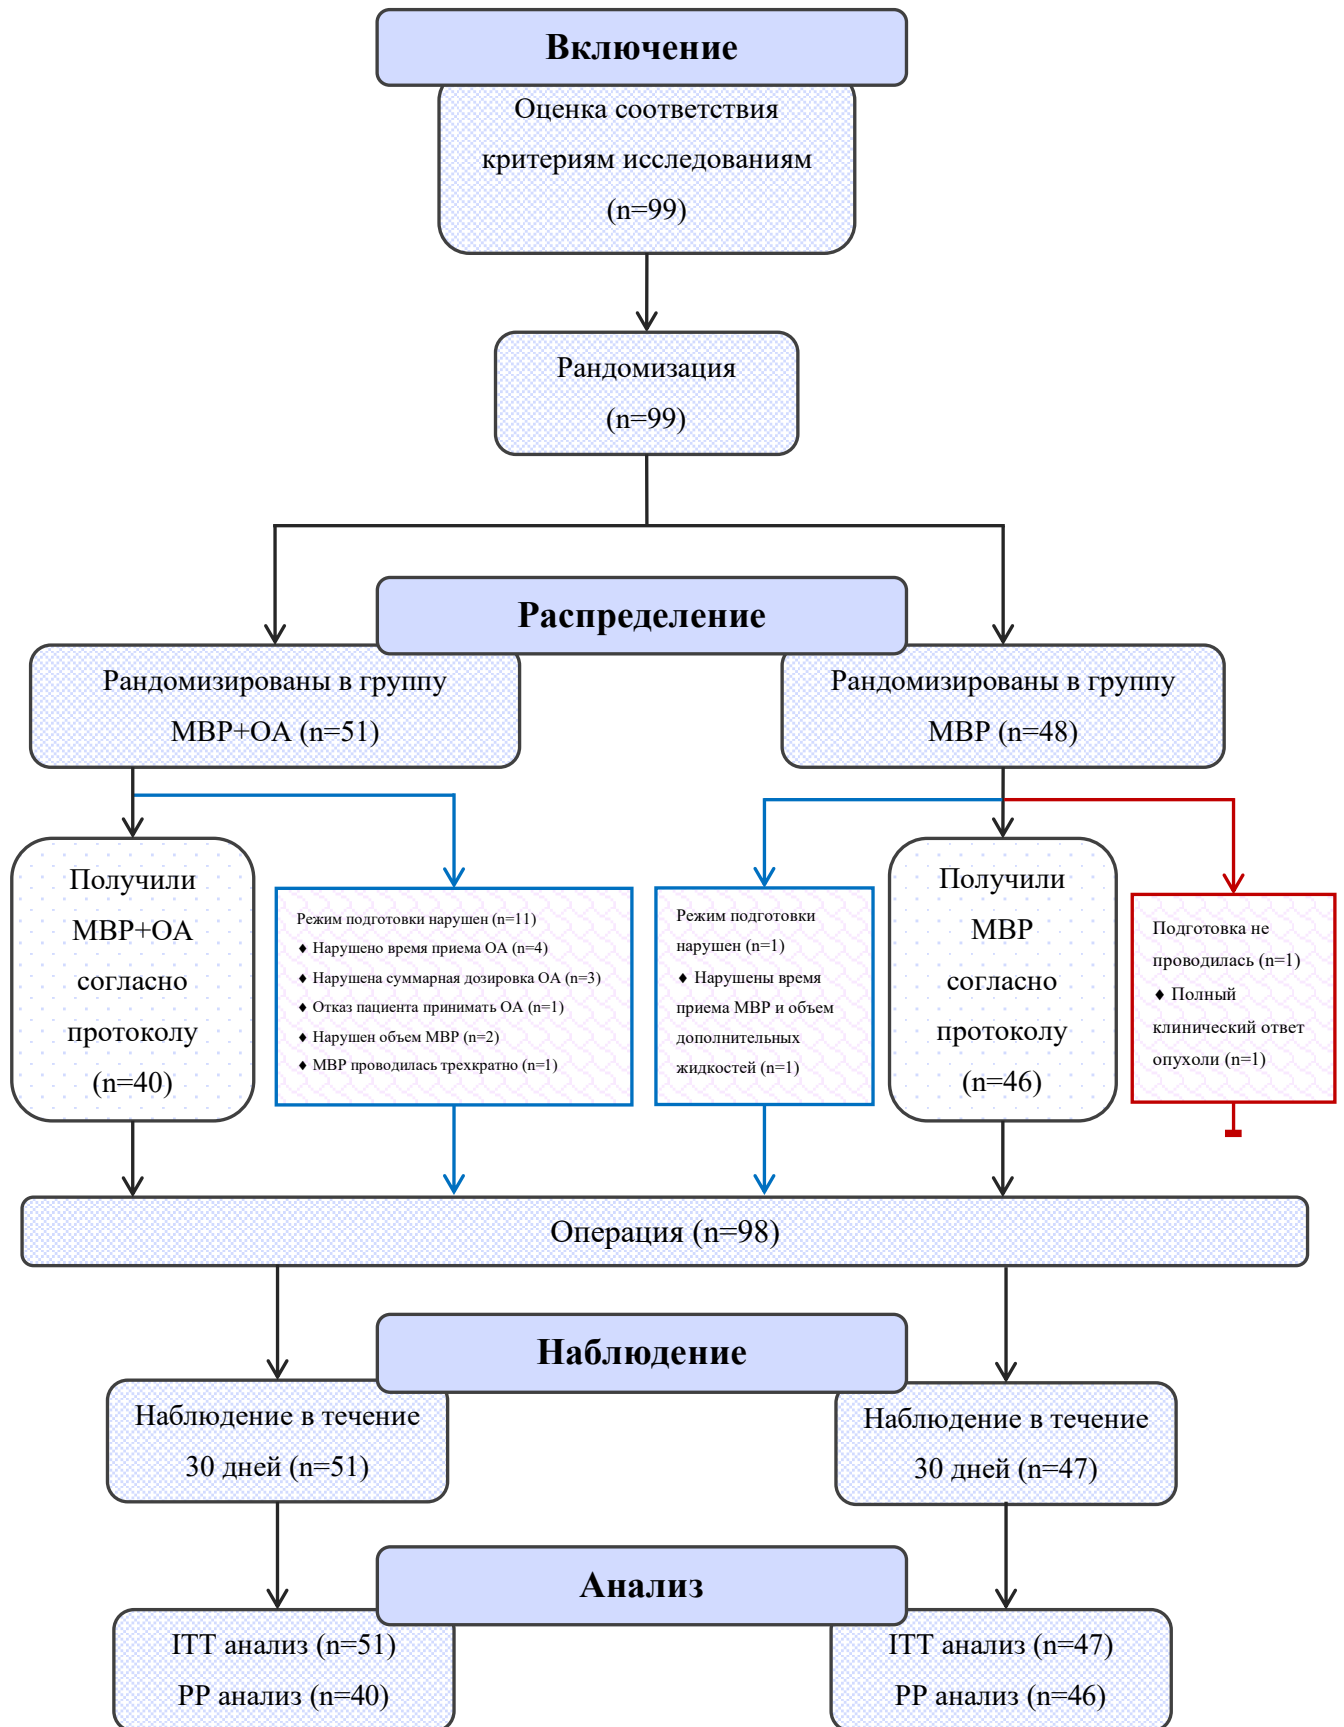 Включение
Оценка соответствия
критериям исследованиям
(n=99)
Рандомизация
(n=99)
Распределение
Рандомизированы в группу
МВР+ОА (n=51)
Рандомизированы в группу
МВР (n=48)
Получили
МВР+ОА
согласно
протоколу
(n=40)
Режим подготовки нарушен (n=11)
♦ Нарушено время приема ОА (n=4)
♦ Нарушена суммарная дозировка ОА (n=3)
♦ Отказ пациента принимать ОА (n=1)
♦ Нарушен объем МВР (n=2)
♦ МВР проводилась трехкратно (n=1)
Режим подготовки
нарушен (n=1)
♦ Нарушены время
приема МВР и объем
дополнительных
жидкостей (n=1)
Получили
МВР
согласно
протоколу
(n=46)
Подготовка не
проводилась (n=1)
♦ Полный
клинический ответ
опухоли (n=1)
Операция (n=98)
Наблюдение
Наблюдение в течение
30 дней (n=51)
Наблюдение в течение
30 дней (n=47)
Анализ
ITT анализ (n=51)
PP анализ (n=40)
ITT анализ (n=47)
PP анализ (n=46)